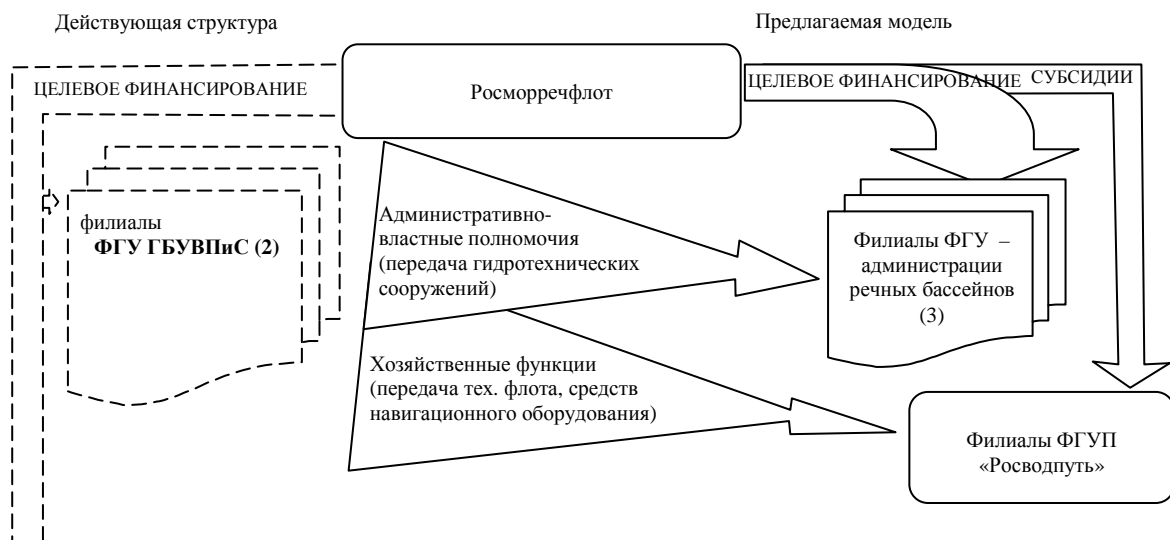 Действующая структура
Предлагаемая модель
ЦЕЛЕВОЕ ФИНАНСИРОВАНИЕ
Росморречфлот
ЦЕЛЕВОЕ ФИНАНСИРОВАНИЕ
СУБСИДИИ
филиалы
ФГУ ГБУВПиС (2)
Административно-
властные полномочия
(передача гидротехнических
сооружений)
Филиалы ФГУ –
администрации
речных бассейнов
(3)
Хозяйственные функции
(передача тех. флота, средств
навигационного оборудования)
Филиалы ФГУП
«Росводпуть»